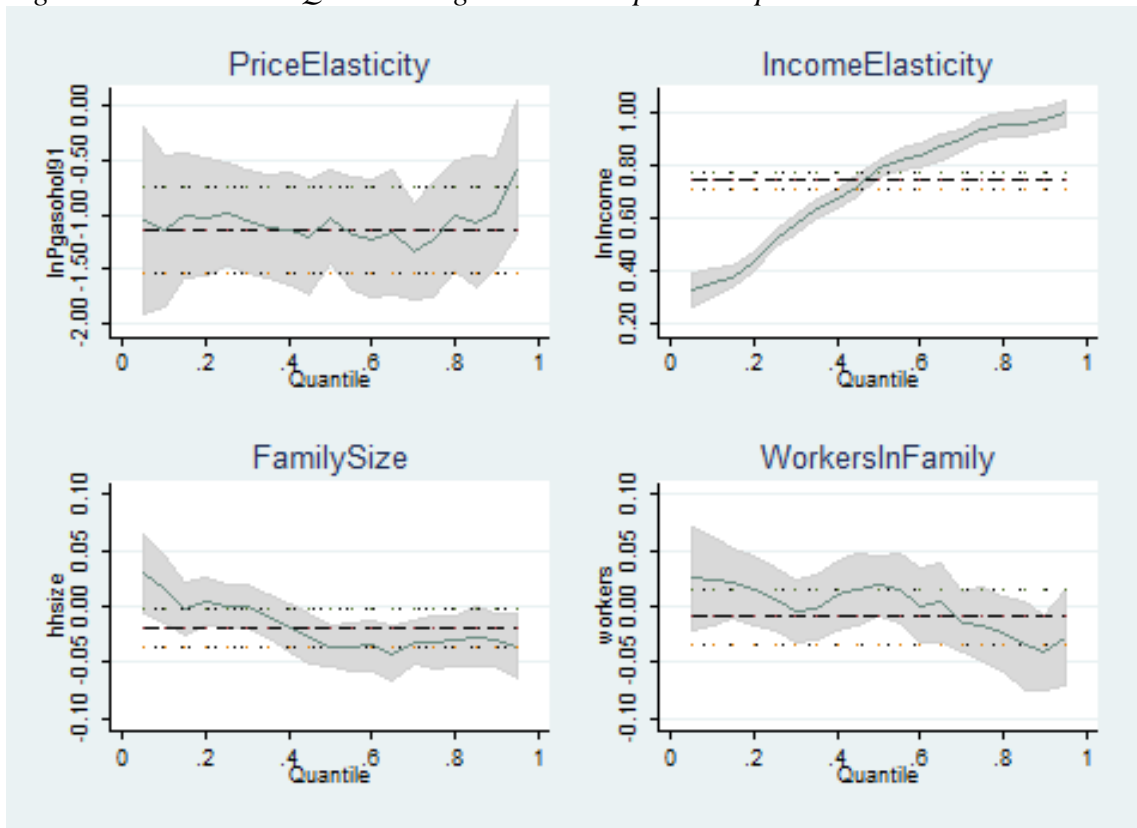 PriceElasticity
lnPgasohol91
-2.00 -1.50 -1.00 -0.50 0.00
0 .2 .4 .6 .8 1
Quantile
IncomeElasticity
lnIncome
0.20 0.40 0.60 0.80 1.00
0 .2 .4 .6 .8 1
Quantile
FamilySize
hhsize
-0.10 -0.05 0.00 0.05 0.10
0 .2 .4 .6 .8 1
Quantile
WorkersInFamily
workers
-0.10 -0.05 0.00 0.05 0.10
0 .2 .4 .6 .8 1
Quantile